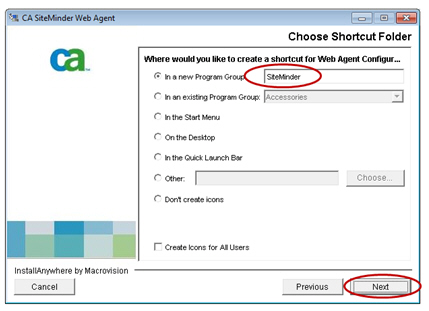 CA SiteMinder Web Agent
Choose Shortcut Folder
ca
Where would you like to create a shortcut for Web Agent Configur...
In a new Program Group: SiteMinder
In an existing Program Group: Accessories
In the Start Menu
On the Desktop
In the Quick Launch Bar
Other: Choose...
Don't create icons
Create Icons for All Users
InstallAnywhere by Macrovision
Cancel Previous Next